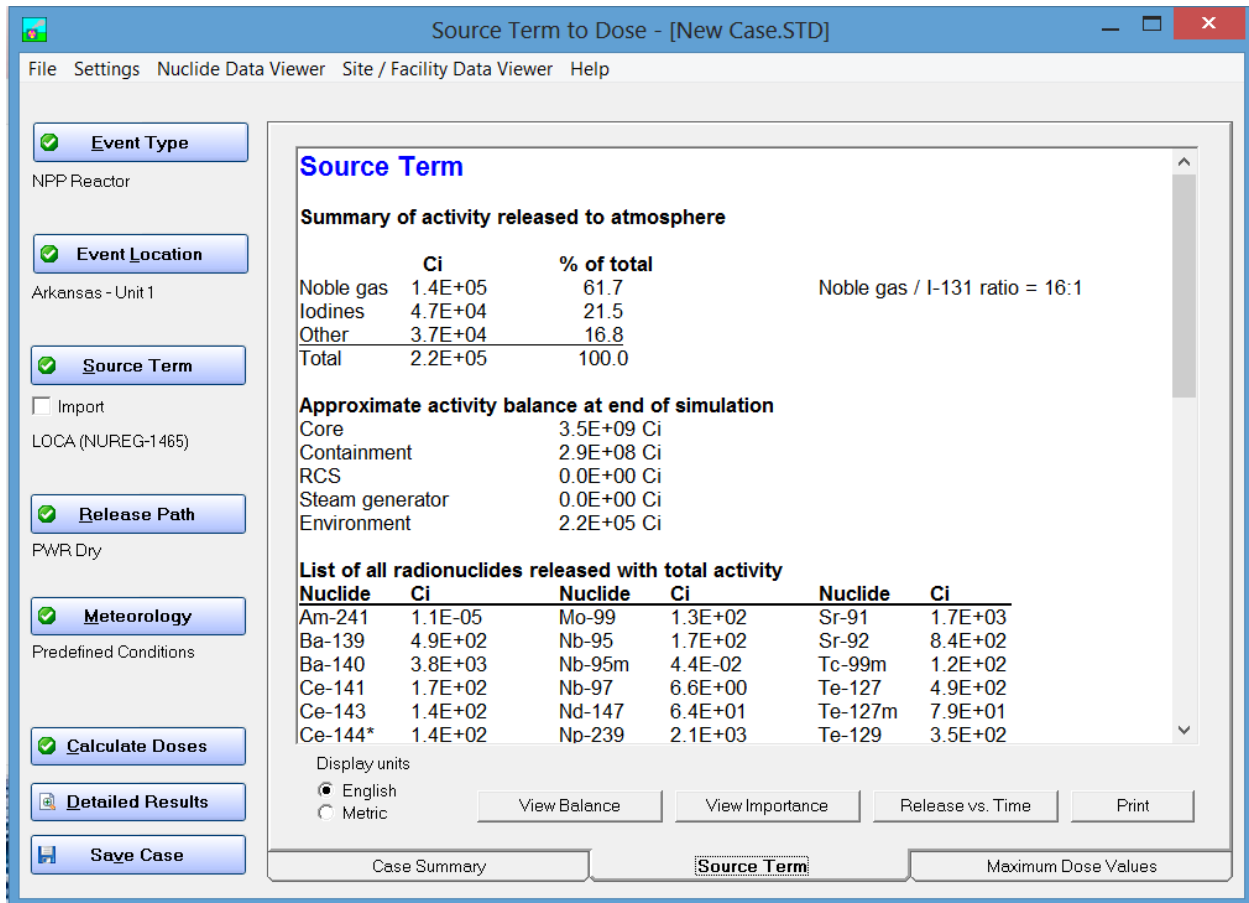 Source Term to Dose - [New Case.STD]
File Settings Nuclide Data Viewer Site / Facility Data Viewer Help
Event Type
NPP Reactor
Event Location
Arkansas - Unit 1
Source Term
Import
LOCA (NUREG-1465)
Release Path
PWR Dry
Meteorology
Predefined Conditions
Calculate Doses
Detailed Results
Save Case
Source Term
Summary of activity released to atmosphere
Ci % of total
Noble gas 1.4E+05 61.7 Noble gas / I-131 ratio = 16:1
Iodines 4.7E+04 21.5
Other 3.7E+04 16.8
Total 2.2E+05 100.0
Approximate activity balance at end of simulation
Core 3.5E+09 Ci
Containment 2.9E+08 Ci
RCS 0.0E+00 Ci
Steam generator 0.0E+00 Ci
Environment 2.2E+05 Ci
List of all radionuclides released with total activity
Nuclide Ci Nuclide Ci Nuclide Ci
Am-241 1.1E-05 Mo-99 1.3E+02 Sr-91 1.7E+03
Ba-139 4.9E+02 Nb-95 1.7E+02 Sr-92 8.4E+02
Ba-140 3.8E+03 Nb-95m 4.4E-02 Tc-99m 1.2E+02
Ce-141 1.7E+02 Nb-97 6.6E+00 Te-127 4.9E+02
Ce-143 1.4E+02 Nd-147 6.4E+01 Te-127m 7.9E+01
Ce-144* 1.4E+02 Np-239 2.1E+03 Te-129 3.5E+02
Display units
English
Metric
View Balance
View Importance
Release vs. Time
Print
Case Summary
Source Term
Maximum Dose Values